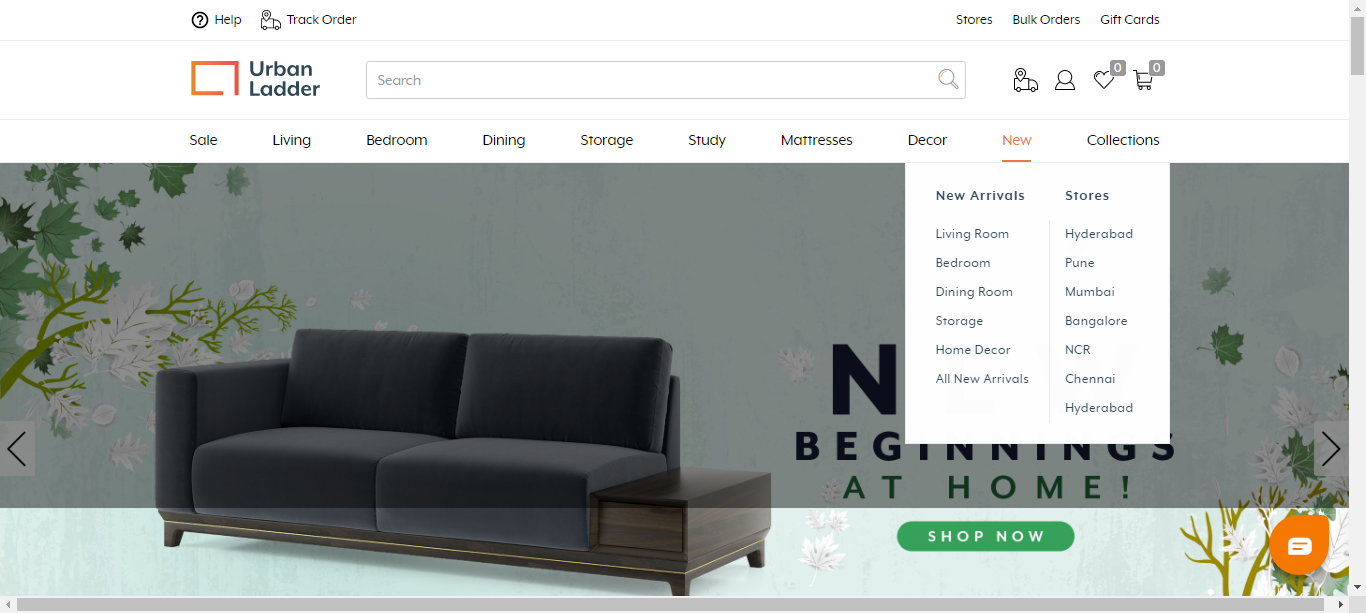 Help Track Order Stores Bulk Orders Gift Cards
Urban
Ladder
Search
0 0
Sale Living Bedroom Dining Storage Study Mattresses Decor New Collections
New Arrivals
Living Room
Bedroom
Dining Room
Storage
Home Decor
All New Arrivals
Stores
Hyderabad
Pune
Mumbai
Bangalore
NCR
Chennai
Hyderabad
BEGINNINGS
AT HOME!
SHOP NOW